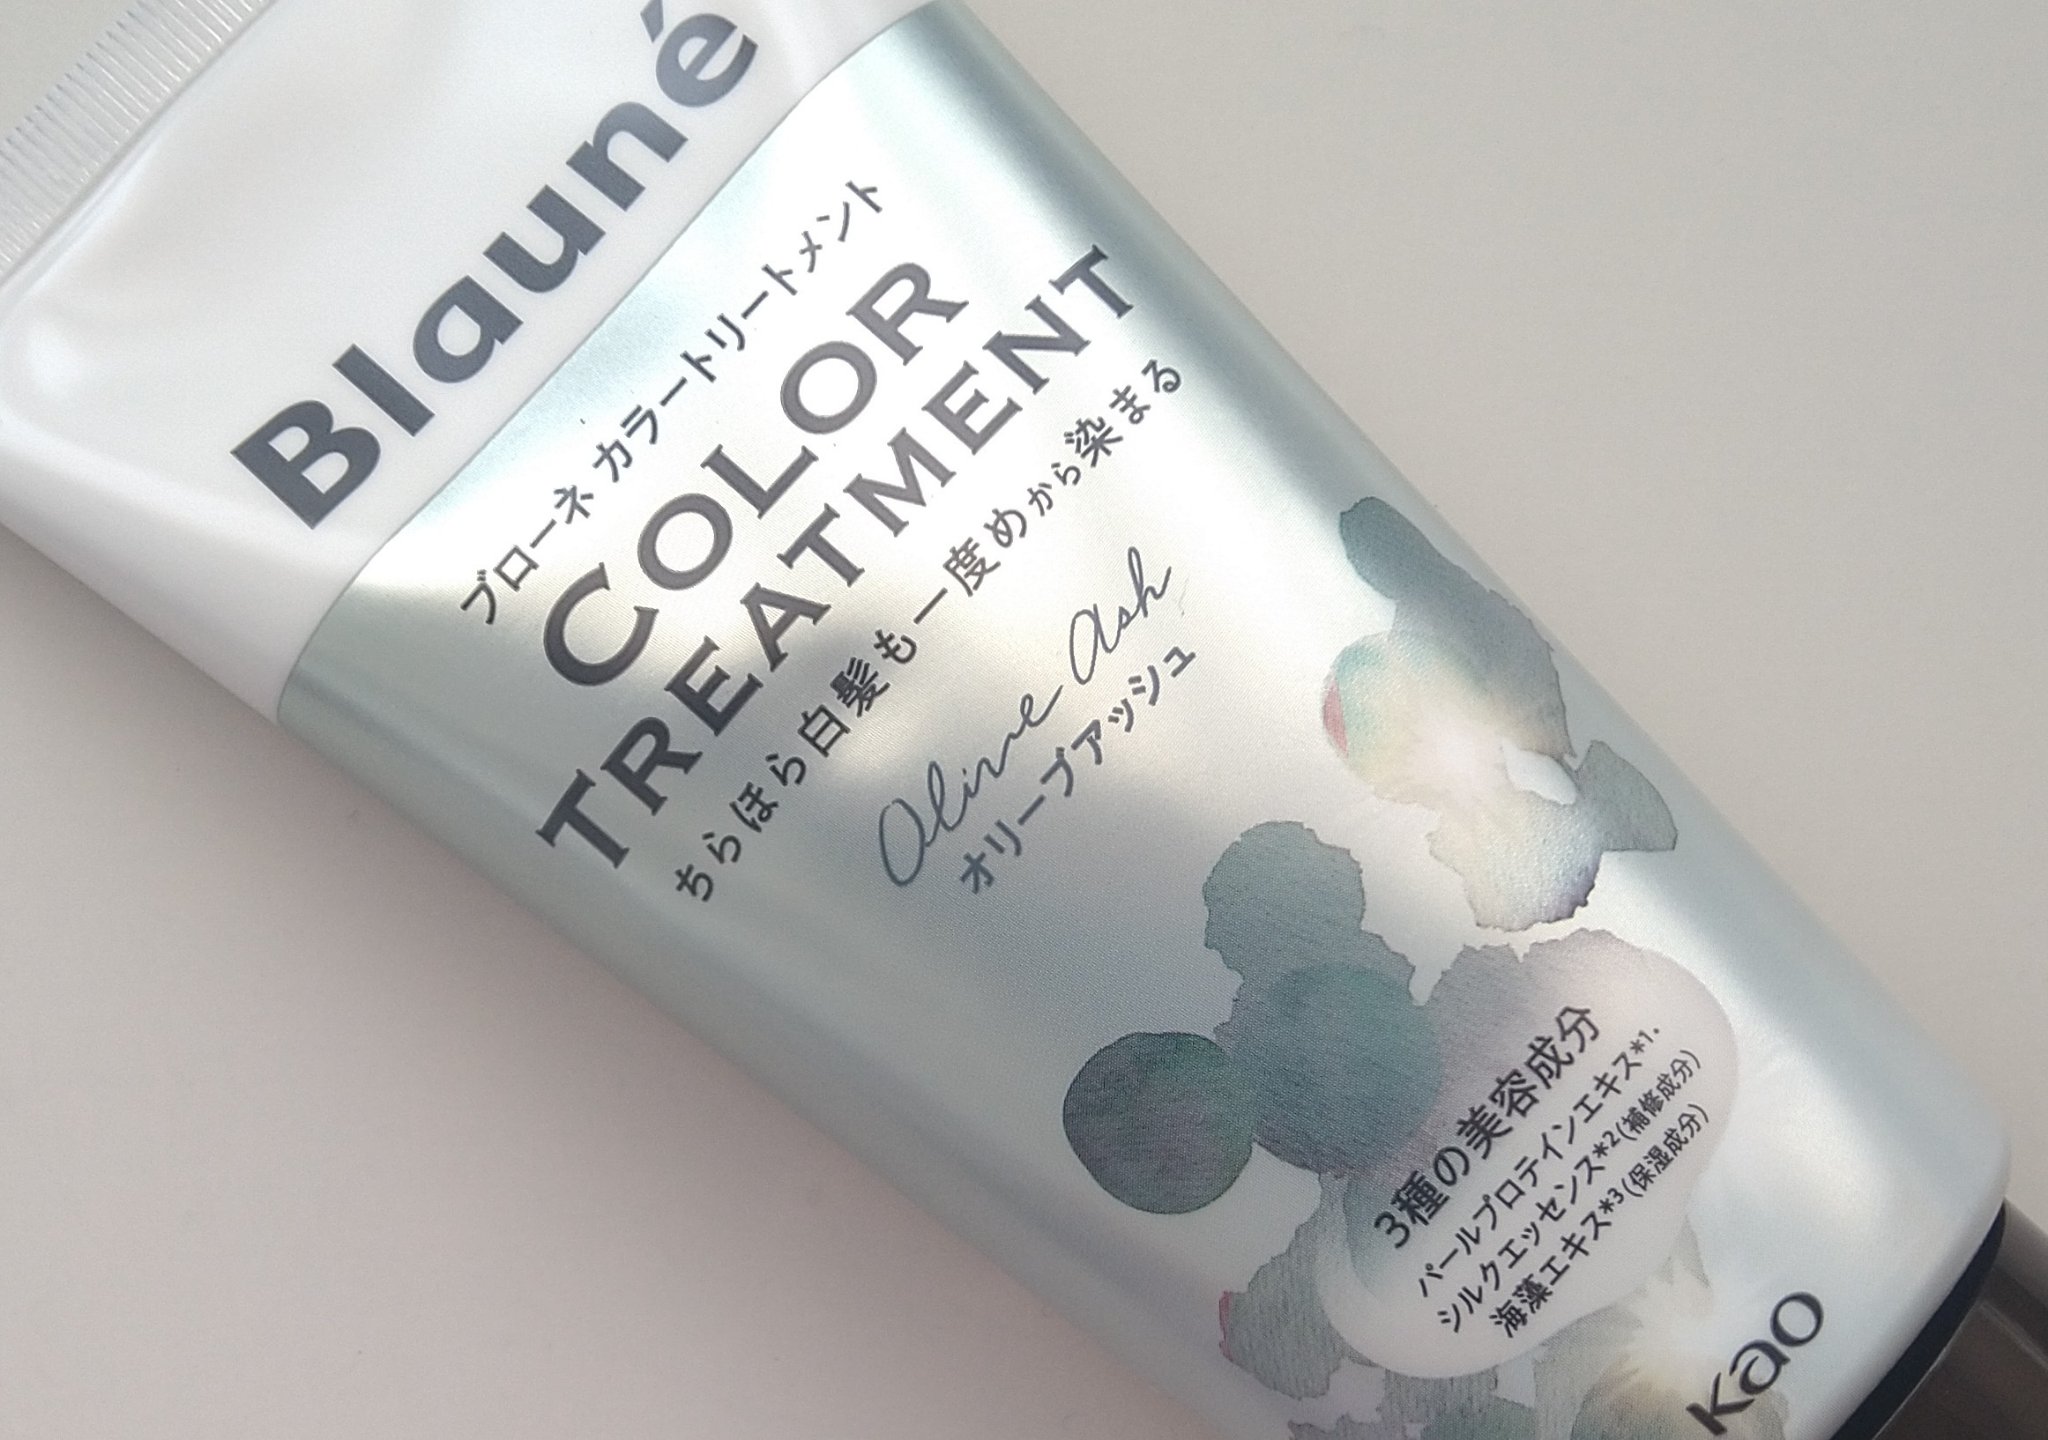 Blauné
ブローネ カラートリートメント
COLOR
TREATMENT
ちらほら白髪も一度めから染まる
Olive Ash
オリーブアッシュ
3種の美容成分
パールプロテインエキス*1.
シルクエッセンス*2(補修成分)
海藻エキス*3(保湿成分)
kao